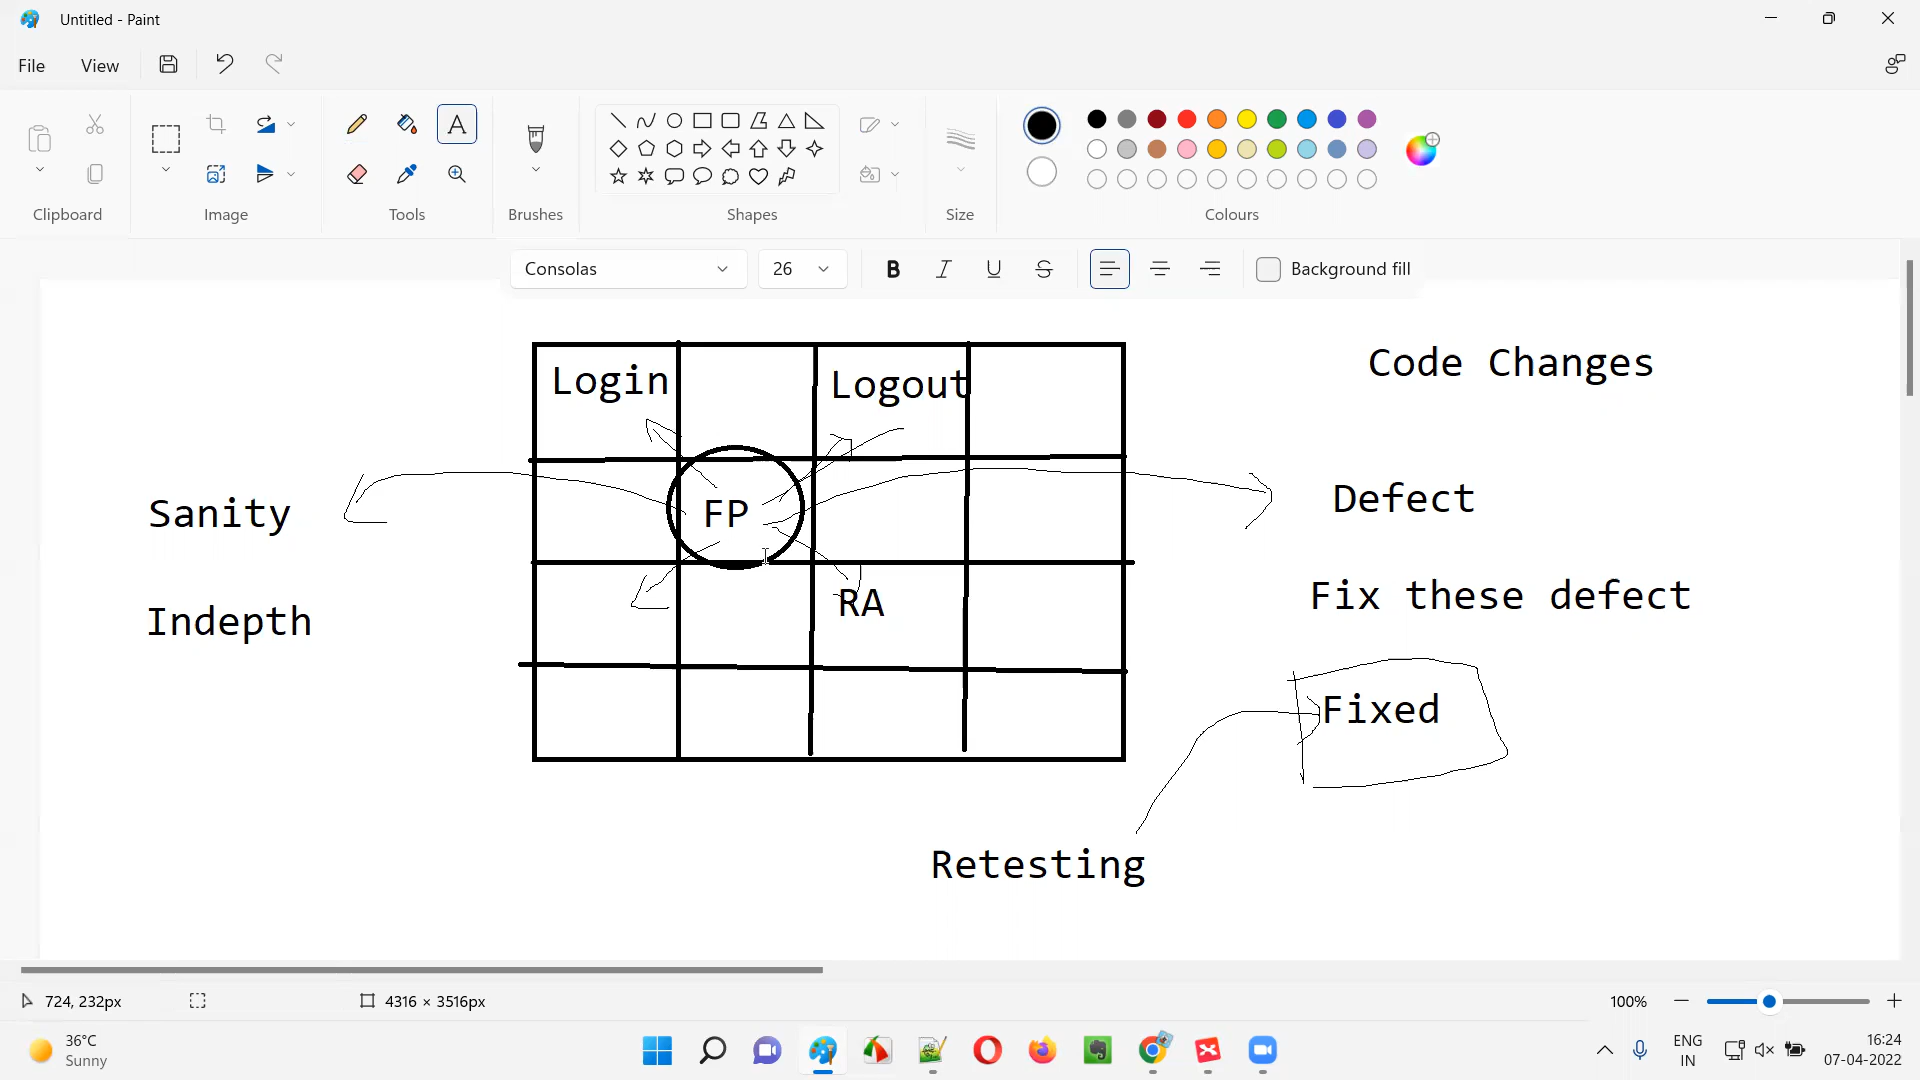 Untitled - Paint
File View
Clipboard Image Tools Brushes Shapes Size Colours
Consolas 26 B I U S Background fill
Login Logout
Code Changes
Sanity
FP
Defect
Indepth
RA
Fix these defect
Fixed
Retesting
724, 232px 4316 × 3516px 100%
36°C
Sunny
ENG
IN
16:24
07-04-2022